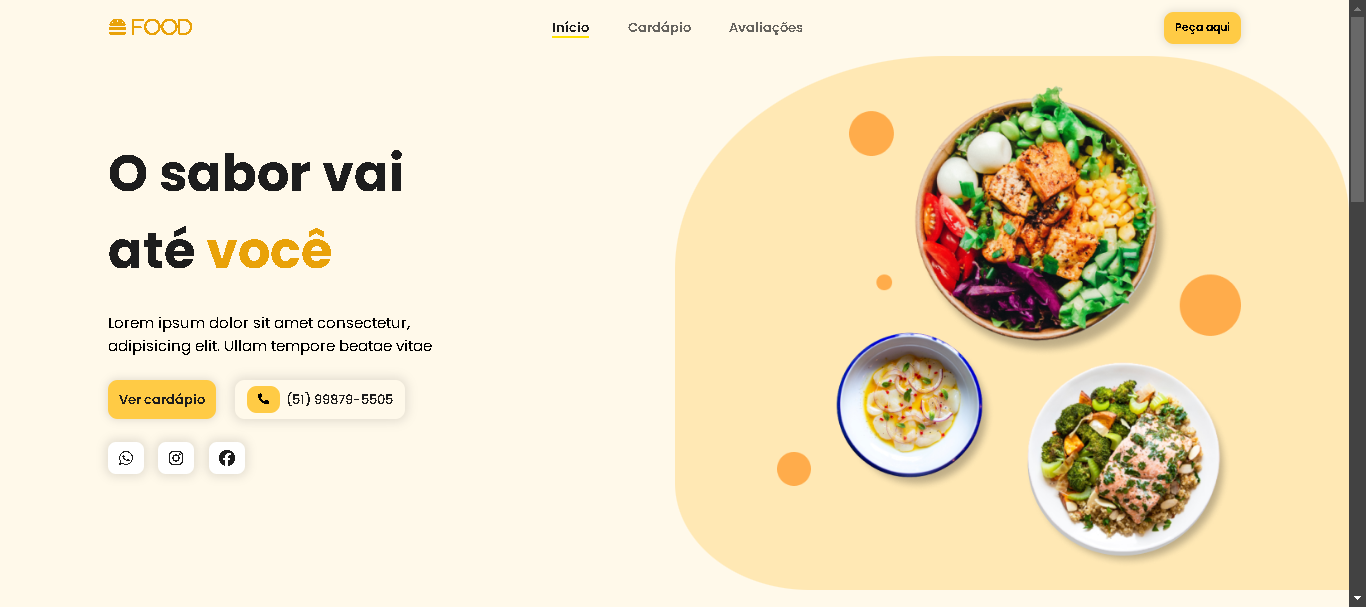 FOOD
Início
Cardápio
Avaliações
Peça aqui
O sabor vai
até você
Lorem ipsum dolor sit amet consectetur,
adipisicing elit. Ullam tempore beatae vitae
Ver cardápio
(51) 99879-5505